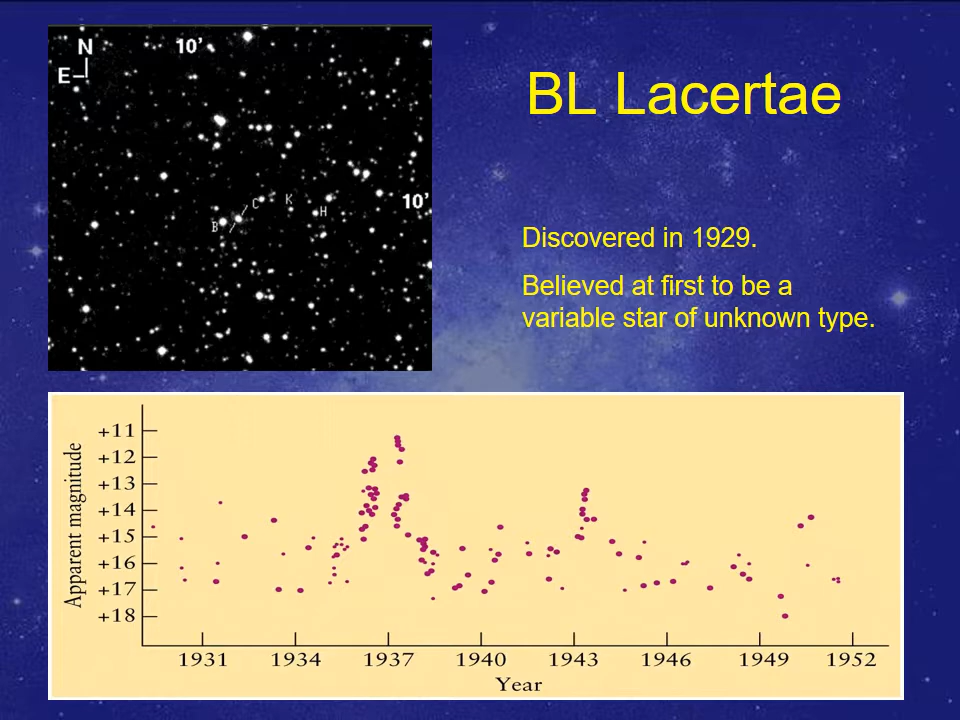 N
10’
E
10’
C
K
H
B
BL Lacertae
Discovered in 1929.
Believed at first to be a
variable star of unknown type.
Apparent magnitude
+11
+12
+13
+14
+15
+16
+17
+18
1931 1934 1937 1940 1943 1946 1949 1952
Year